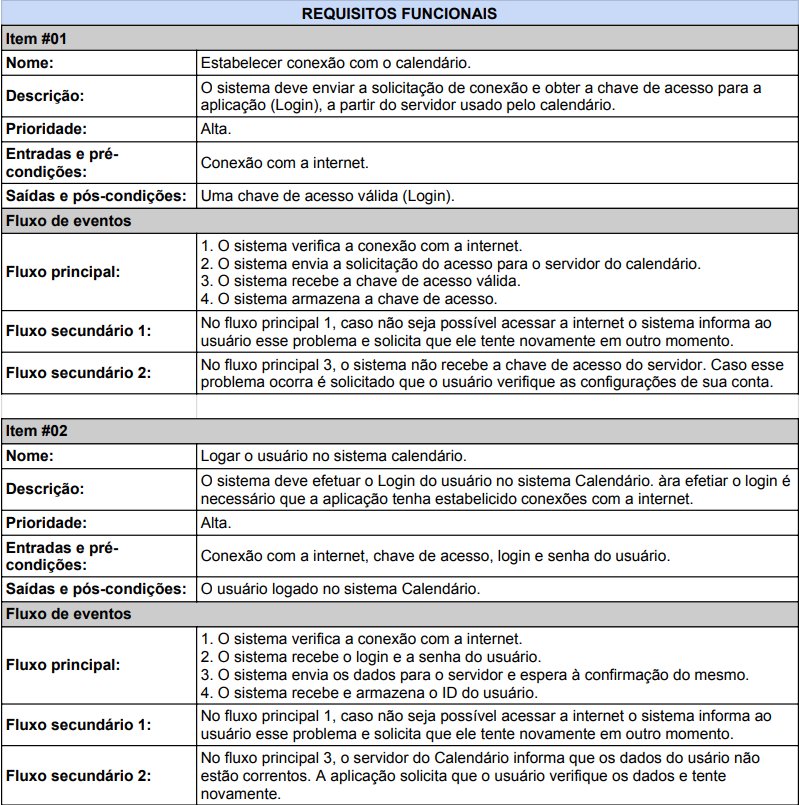 REQUISITOS FUNCIONAIS
Item #01
Nome: Estabelecer conexão com o calendário.
Descrição: O sistema deve enviar a solicitação de conexão e obter a chave de acesso para a
aplicação (Login), a partir do servidor usado pelo calendário.
Prioridade: Alta.
Entradas e pré-
condições: Conexão com a internet.
Saídas e pós-condições: Uma chave de acesso válida (Login).
Fluxo de eventos
Fluxo principal: 1. O sistema verifica a conexão com a internet.
2. O sistema envia a solicitação do acesso para o servidor do calendário.
3. O sistema recebe a chave de acesso válida.
4. O sistema armazena a chave de acesso.
Fluxo secundário 1: No fluxo principal 1, caso não seja possível acessar a internet o sistema informa ao
usuário esse problema e solicita que ele tente novamente em outro momento.
Fluxo secundário 2: No fluxo principal 3, o sistema não recebe a chave de acesso do servidor. Caso esse
problema ocorra é solicitado que o usuário verifique as configurações de sua conta.
Item #02
Nome: Logar o usuário no sistema calendário.
Descrição: O sistema deve efetuar o Login do usuário no sistema Calendário. àra efetiar o login é
necessário que a aplicação tenha estabelicido conexões com a internet.
Prioridade: Alta.
Entradas e pré-
condições: Conexão com a internet, chave de acesso, login e senha do usuário.
Saídas e pós-condições: O usuário logado no sistema Calendário.
Fluxo de eventos
Fluxo principal: 1. O sistema verifica a conexão com a internet.
2. O sistema recebe o login e a senha do usuário.
3. O sistema envia os dados para o servidor e espera à confirmação do mesmo.
4. O sistema recebe e armazena o ID do usuário.
Fluxo secundário 1: No fluxo principal 1, caso não seja possível acessar a internet o sistema informa ao
usuário esse problema e solicita que ele tente novamente em outro momento.
Fluxo secundário 2: No fluxo principal 3, o servidor do Calendário informa que os dados do usário não
estão correntos. A aplicação solicita que o usuário verifique os dados e tente
novamente.